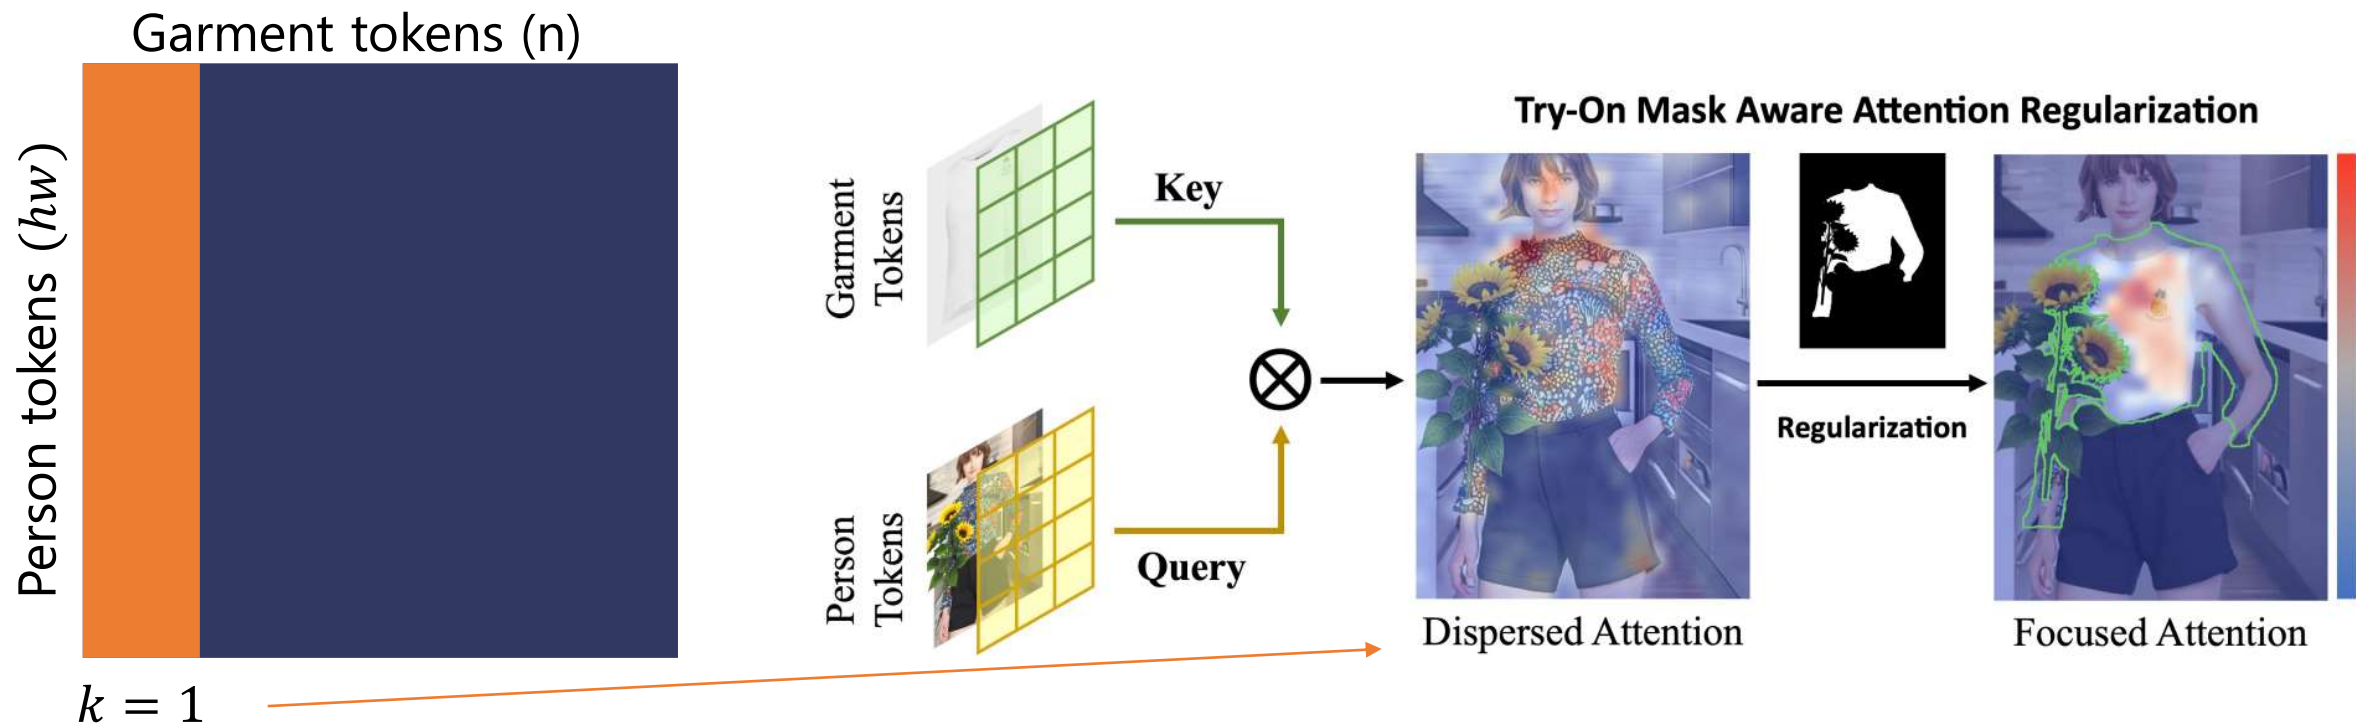 Garment tokens (n)
Person tokens (hw)
k = 1
Garment
Tokens
Key
Person
Tokens
Query
Try-On Mask Aware Attention Regularization
Regularization
Dispersed Attention
Focused Attention